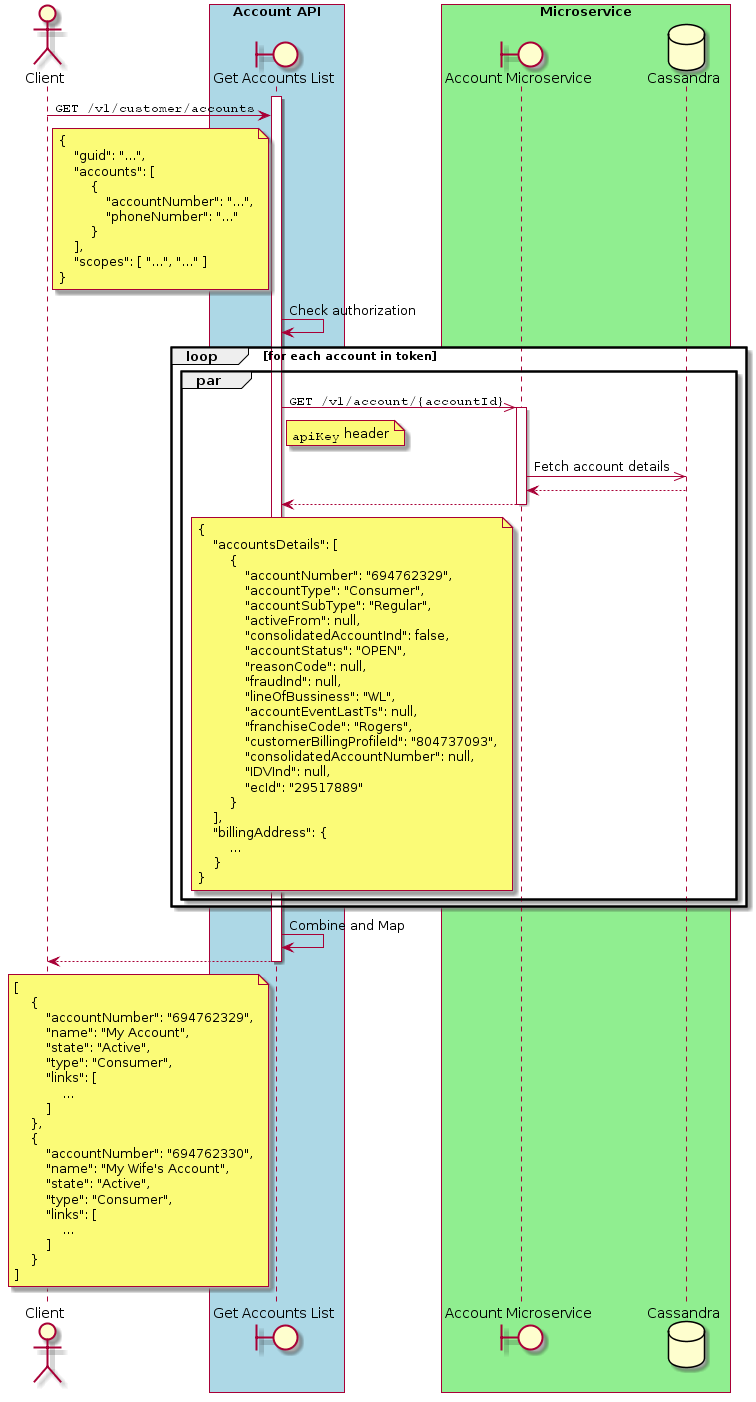 Account API
Microservice
Client
Get Accounts List
Account Microservice
Cassandra
GET /v1/customer/accounts
{
"guid": "...",
"accounts": [
{
"accountNumber": "...",
"phoneNumber": "..."
}
],
"scopes": [ "...", "..." ]
}
Check authorization
loop
[for each account in token]
par
GET /v1/account/{accountId}
apiKey header
Fetch account details
{
"accountsDetails": [
{
"accountNumber": "694762329",
"accountType": "Consumer",
"accountSubType": "Regular",
"activeFrom": null,
"consolidatedAccountInd": false,
"accountStatus": "OPEN",
"reasonCode": null,
"fraudInd": null,
"lineOfBussiness": "WL",
"accountEventLastTs": null,
"franchiseCode": "Rogers",
"customerBillingProfileId": "804737093",
"consolidatedAccountNumber": null,
"IDVInd": null,
"ecId": "29517889"
}
],
"billingAddress": {
...
}
}
Combine and Map
[
{
"accountNumber": "694762329",
"name": "My Account",
"state": "Active",
"type": "Consumer",
"links": [
...
]
},
{
"accountNumber": "694762330",
"name": "My Wife's Account",
"state": "Active",
"type": "Consumer",
"links": [
...
]
}
]
Client
Get Accounts List
Account Microservice
Cassandra